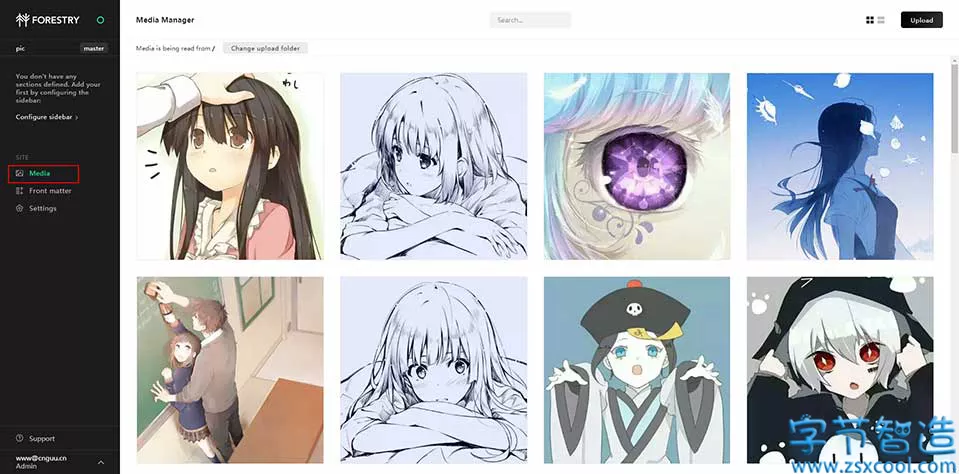 FORESTRY
Media Manager
Search...
Upload
pic
master
Media is being read from /
Change upload folder
You don't have any
sections defined. Add your
first by configuring the
sidebar:
Configure sidebar ›
SITE
Media
Front matter
Settings
わし
Support
www@cnguu.cn
Admin
字节智造
www.zsxcool.com